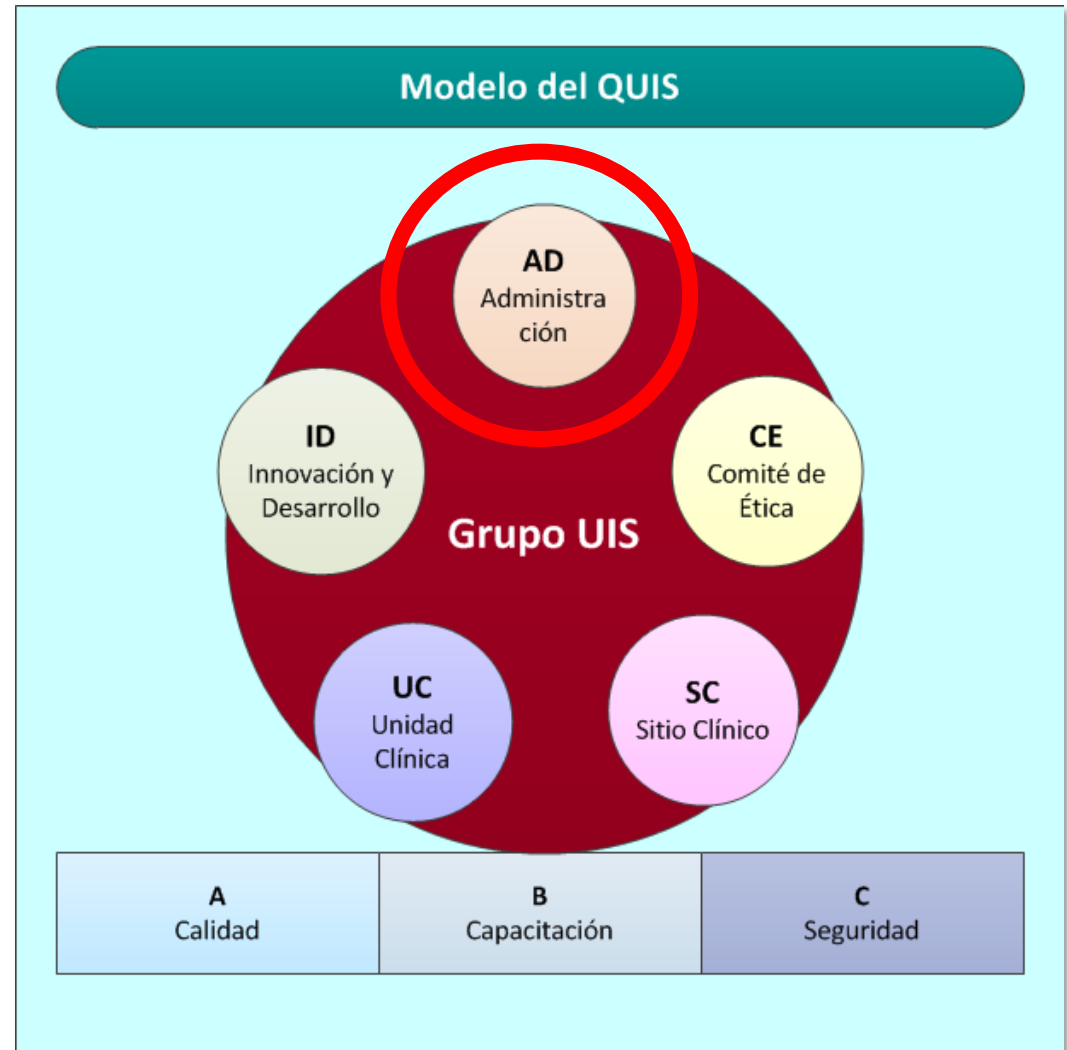 Modelo del QUIS
AD
Administra
ción
ID
Innovación y
Desarrollo
CE
Comité de
Ética
Grupo UIS
UC
Unidad
Clínica
SC
Sitio Clínico
A
Calidad
B
Capacitación
C
Seguridad